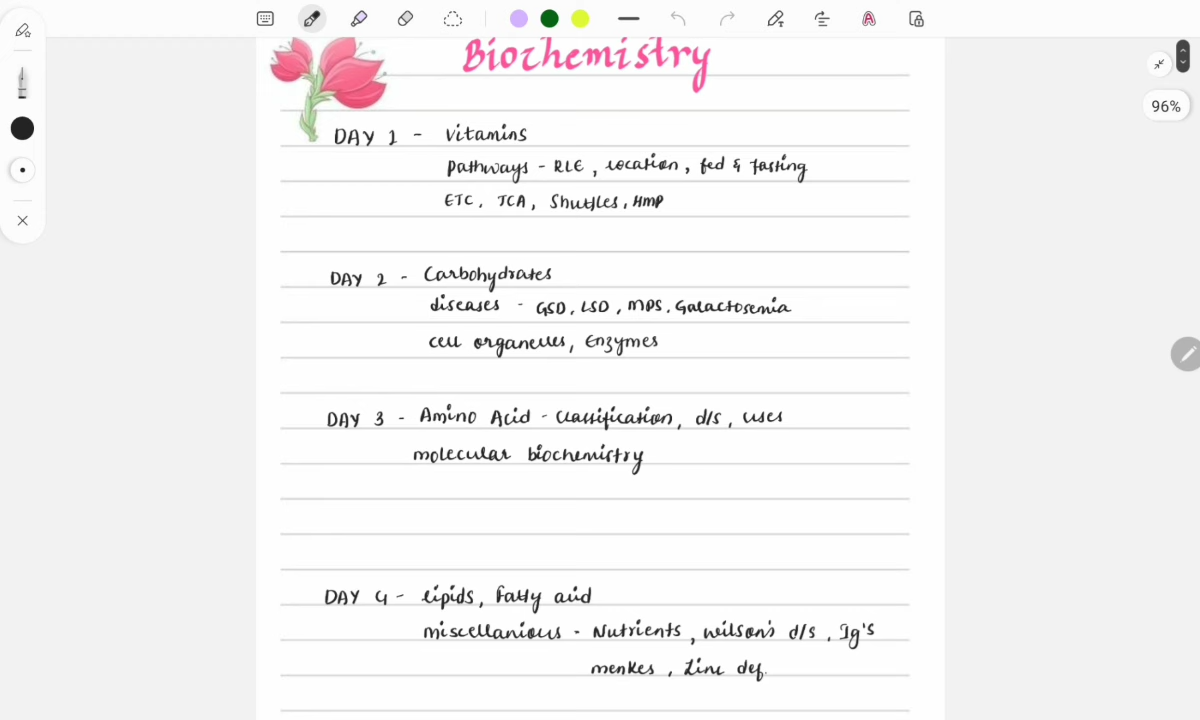 96%
Biochemistry
DAY 1 - Vitamins
Pathways - RLE, location, fed & fasting
ETC, TCA, Shuttles, HMP
DAY 2 - Carbohydrates
diseases - GSD, LSD, MPS, Galactosemia
cell organelles, Enzymes
DAY 3 - Amino Acid - Classification, d/s, uses
molecular biochemistry
DAY 4 - lipids, Fatty acid
miscellanious - Nutrients, wilson's d/s, Ig's
menkes, Zinc def.